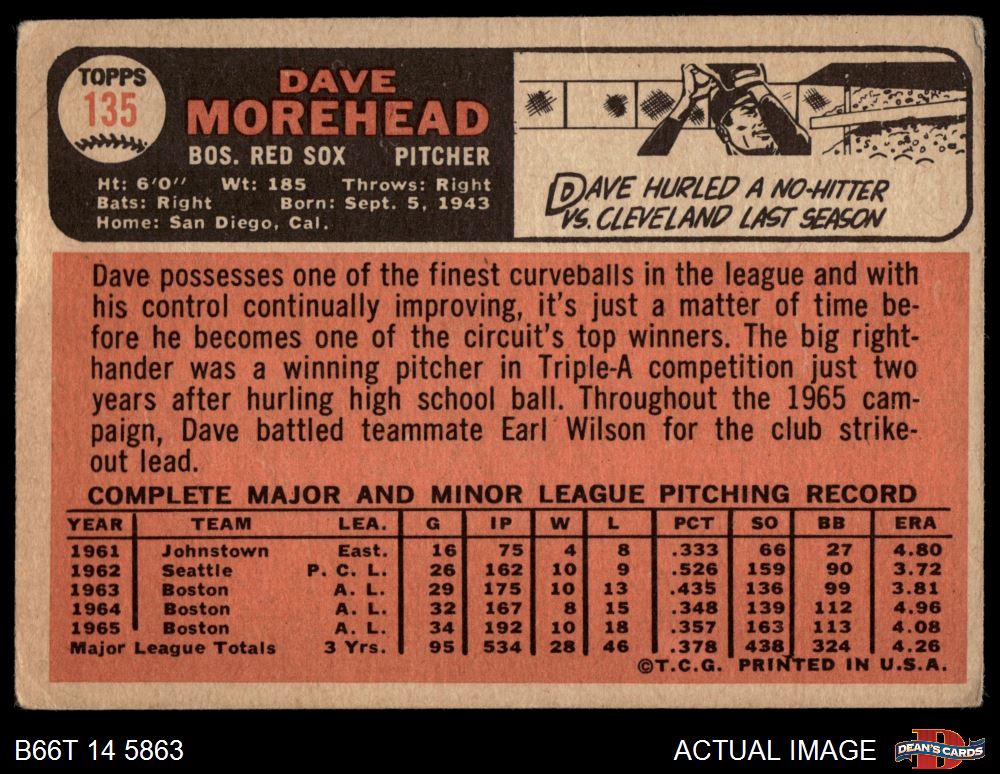 TOPPS
135
DAVE
MOREHEAD
BOS. RED SOX PITCHER
Ht: 6'0" Wt: 185 Throws: Right
Bats: Right Born: Sept. 5, 1943
Home: San Diego, Cal.
DAVE HURLED A NO-HITTER
VS. CLEVELAND LAST SEASON
Dave possesses one of the finest curveballs in the league and with
his control continually improving, it's just a matter of time be-
fore he becomes one of the circuit's top winners. The big right-
hander was a winning pitcher in Triple-A competition just two
years after hurling high school ball. Throughout the 1965 cam-
paign, Dave battled teammate Earl Wilson for the club strike-
out lead.
COMPLETE MAJOR AND MINOR LEAGUE PITCHING RECORD
YEAR TEAM LEA. G IP W L PCT SO BB ERA
1961 Johnstown East. 16 75 4 8 .333 66 27 4.80
1962 Seattle P. C. L. 26 162 10 9 .526 159 90 3.72
1963 Boston A. L. 29 175 10 13 .435 136 99 3.81
1964 Boston A. L. 32 167 8 15 .348 139 112 4.96
1965 Boston A. L. 34 192 10 18 .357 163 113 4.08
Major League Totals 3 Yrs. 95 534 28 46 .378 438 324 4.26
©T.C.G. PRINTED IN U.S.A.
B66T 14 5863
ACTUAL IMAGE
D
DEAN'S CARDS